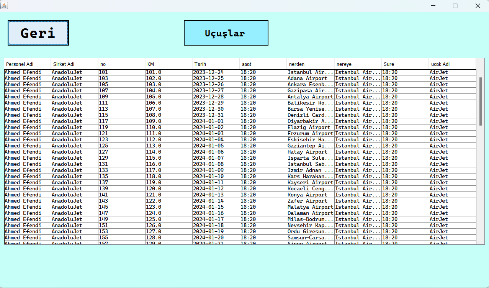 Geri
Uçuşlar
Personel Adi Sirket Adi no KM Tarih saat nerden nereye Sure ucak Adi
Ahmed Efendi AnadoluJet 101 101.0 2023-12-24 18:20 Istanbul Air... Istanbul Air... 18:20 AirJet
Ahmed Efendi AnadoluJet 103 102.0 2023-12-25 18:20 Adana Airport Istanbul Air... 18:20 AirJet
Ahmed Efendi AnadoluJet 105 103.0 2023-12-26 18:20 Ankara Esenb... Istanbul Air... 18:20 AirJet
Ahmed Efendi AnadoluJet 107 104.0 2023-12-27 18:20 Gazipasa Air... Istanbul Air... 18:20 AirJet
Ahmed Efendi AnadoluJet 109 105.0 2023-12-28 18:20 Antalya Airport Istanbul Air... 18:20 AirJet
Ahmed Efendi AnadoluJet 111 106.0 2023-12-29 18:20 Balikesir Ko... Istanbul Air... 18:20 AirJet
Ahmed Efendi AnadoluJet 113 107.0 2023-12-30 18:20 Bursa Yenise... Istanbul Air... 18:20 AirJet
Ahmed Efendi AnadoluJet 115 108.0 2023-12-31 18:20 Denizli Card... Istanbul Air... 18:20 AirJet
Ahmed Efendi AnadoluJet 117 109.0 2024-01-01 18:20 Diyarbakir A... Istanbul Air... 18:20 AirJet
Ahmed Efendi AnadoluJet 119 110.0 2024-01-02 18:20 Elazig Airport Istanbul Air... 18:20 AirJet
Ahmed Efendi AnadoluJet 121 111.0 2024-01-03 18:20 Erzurum Airport Istanbul Air... 18:20 AirJet
Ahmed Efendi AnadoluJet 123 112.0 2024-01-04 18:20 Eskisehir Ha... Istanbul Air... 18:20 AirJet
Ahmed Efendi AnadoluJet 125 113.0 2024-01-05 18:20 Gaziantep Ai... Istanbul Air... 18:20 AirJet
Ahmed Efendi AnadoluJet 127 114.0 2024-01-06 18:20 Hatay Airport Istanbul Air... 18:20 AirJet
Ahmed Efendi AnadoluJet 129 115.0 2024-01-07 18:20 Isparta Sule... Istanbul Air... 18:20 AirJet
Ahmed Efendi AnadoluJet 131 116.0 2024-01-08 18:20 Istanbul Sab... Istanbul Air... 18:20 AirJet
Ahmed Efendi AnadoluJet 133 117.0 2024-01-09 18:20 Izmir Adnan ... Istanbul Air... 18:20 AirJet
Ahmed Efendi AnadoluJet 135 118.0 2024-01-10 18:20 Kars Harakan... Istanbul Air... 18:20 AirJet
Ahmed Efendi AnadoluJet 137 119.0 2024-01-11 18:20 Kayseri Airport Istanbul Air... 18:20 AirJet
Ahmed Efendi AnadoluJet 139 120.0 2024-01-12 18:20 Kocaeli Ceng... Istanbul Air... 18:20 AirJet
Ahmed Efendi AnadoluJet 141 121.0 2024-01-13 18:20 Konya Airport Istanbul Air... 18:20 AirJet
Ahmed Efendi AnadoluJet 143 122.0 2024-01-14 18:20 Zafer Airport Istanbul Air... 18:20 AirJet
Ahmed Efendi AnadoluJet 145 123.0 2024-01-15 18:20 Malatya Airport Istanbul Air... 18:20 AirJet
Ahmed Efendi AnadoluJet 147 124.0 2024-01-16 18:20 Dalaman Airport Istanbul Air... 18:20 AirJet
Ahmed Efendi AnadoluJet 149 125.0 2024-01-17 18:20 Milas-Bodrum... Istanbul Air... 18:20 AirJet
Ahmed Efendi AnadoluJet 151 126.0 2024-01-18 18:20 Nevsehir Kap... Istanbul Air... 18:20 AirJet
Ahmed Efendi AnadoluJet 153 127.0 2024-01-19 18:20 Ordu Giresun... Istanbul Air... 18:20 AirJet
Ahmed Efendi AnadoluJet 155 128.0 2024-01-20 18:20 Samsun-Carsa... Istanbul Air... 18:20 AirJet